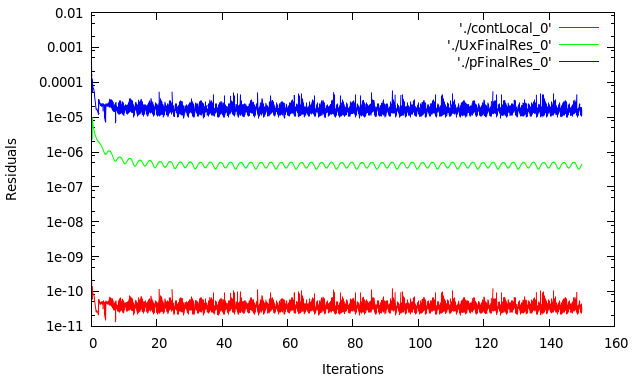 0.01
'./contLocal_0'
'./UxFinalRes_0'
'./pFinalRes_0'
0.001
0.0001
1e-05
1e-06
1e-07
1e-08
1e-09
1e-10
1e-11
Residuals
0 20 40 60 80 100 120 140 160
Iterations